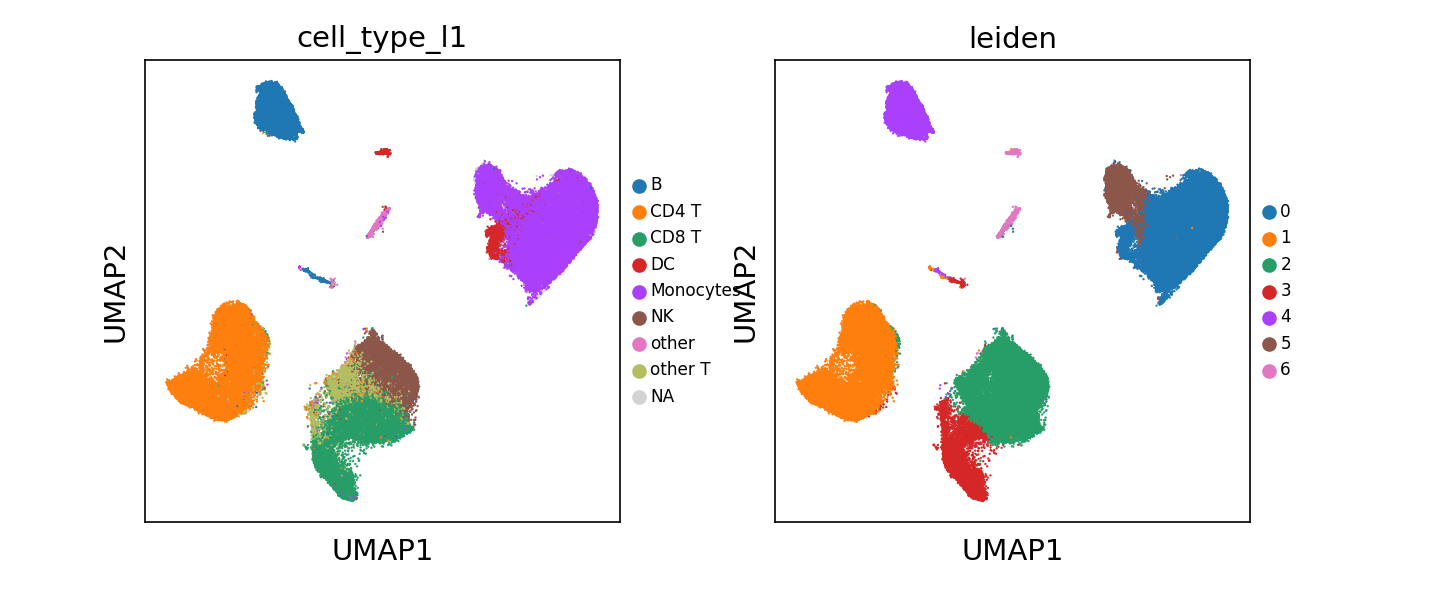 cell_type_l1
UMAP2
UMAP1
B
CD4 T
CD8 T
DC
Monocytes
NK
other
other T
NA
leiden
UMAP2
UMAP1
0
1
2
3
4
5
6